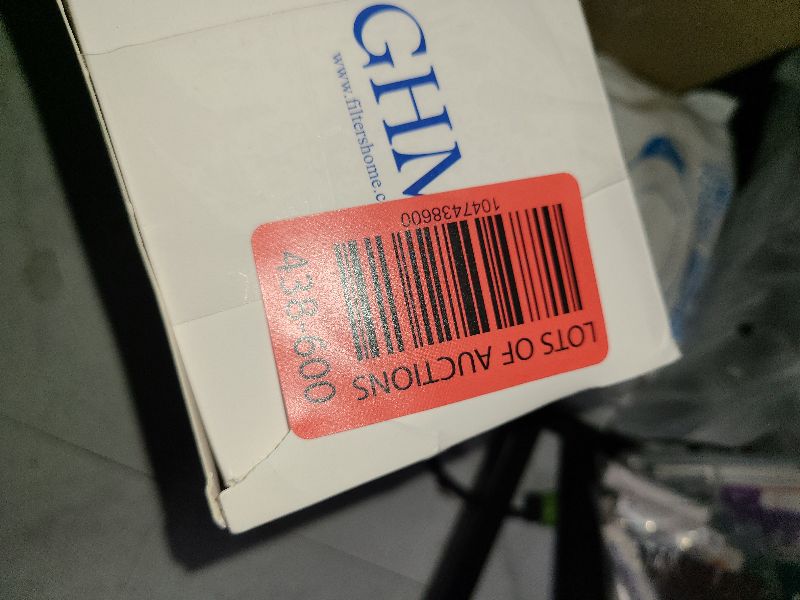 GHM
www.filtershome.c
1047438600
LOTS OF AUCTIONS
438-600